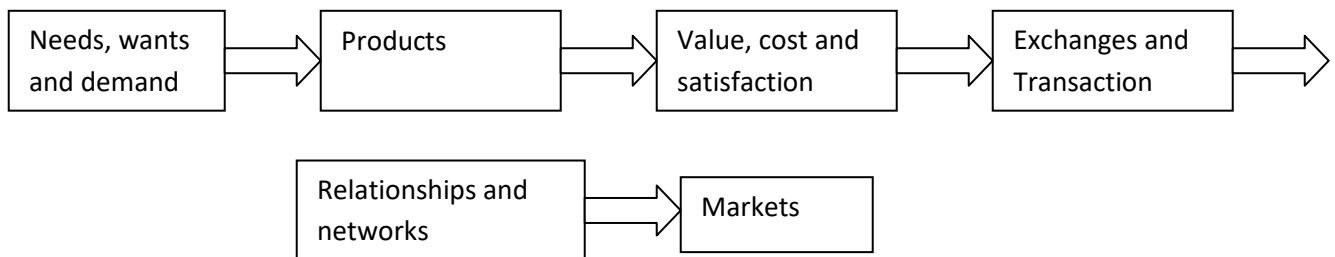 Needs, wants
and demand
Products
Value, cost and
satisfaction
Exchanges and
Transaction
Relationships and
networks
Markets